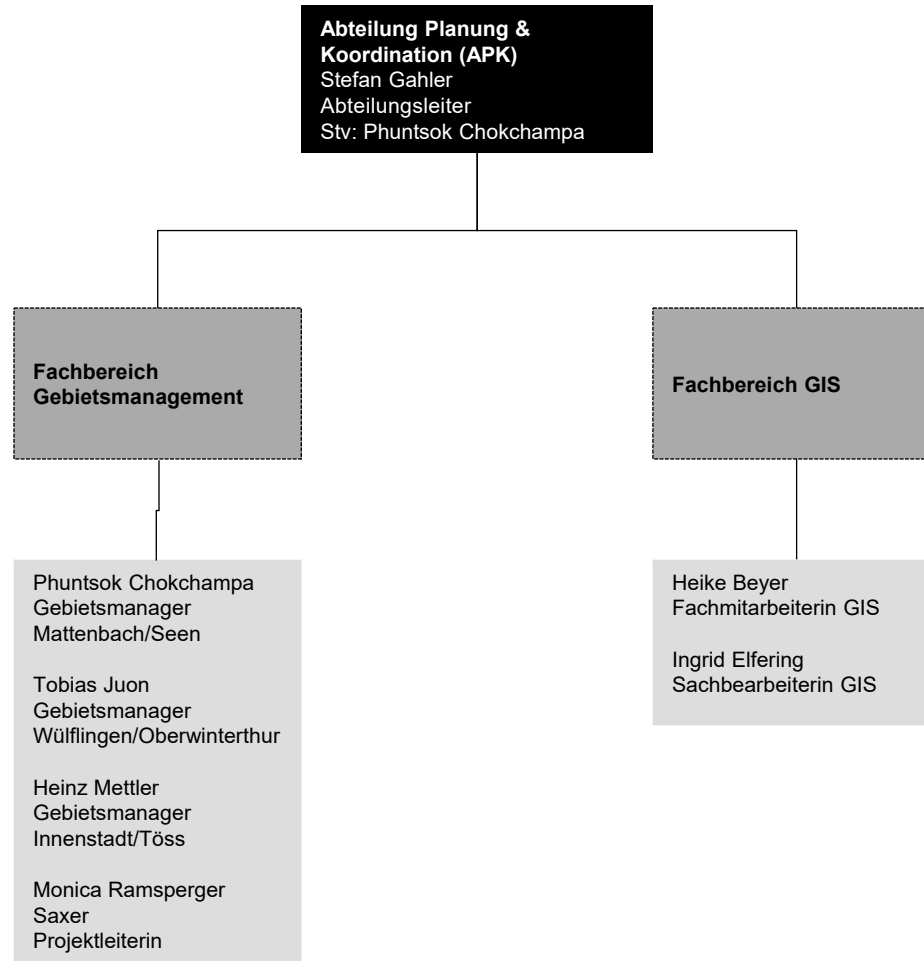 Abteilung Planung &
Koordination (APK)
Stefan Gahler
Abteilungsleiter
Stv: Phuntsok Chokchampa
Fachbereich
Gebietsmanagement
Fachbereich GIS
Phuntsok Chokchampa
Gebietsmanager
Mattenbach/Seen
Tobias Juon
Gebietsmanager
Wülflingen/Oberwinterthur
Heinz Mettler
Gebietsmanager
Innenstadt/Töss
Monica Ramsperger
Saxer
Projektleiterin
Heike Beyer
Fachmitarbeiterin GIS
Ingrid Elfering
Sachbearbeiterin GIS